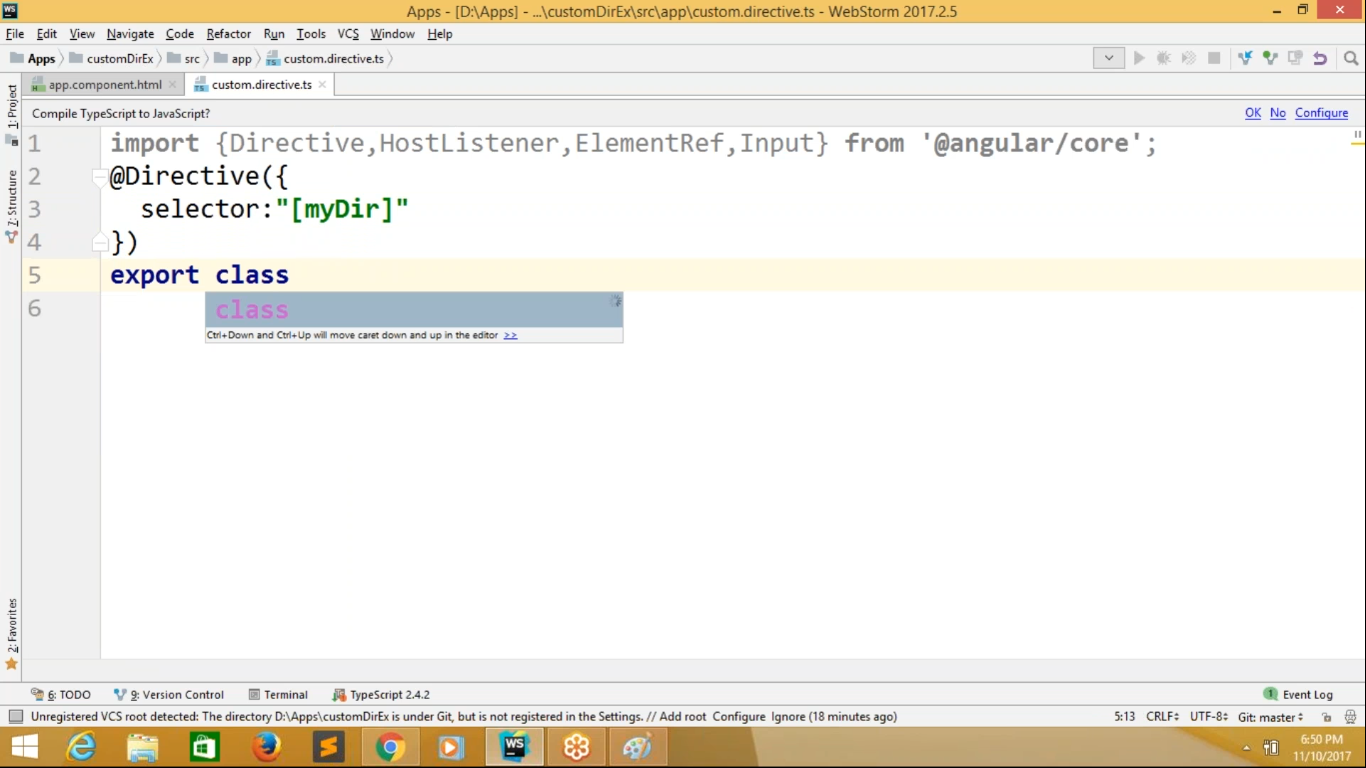 WS
Apps - [D:\Apps] - ...\customDirEx\src\app\custom.directive.ts - WebStorm 2017.2.5
File Edit View Navigate Code Refactor Run Tools VCS Window Help
Apps customDirEx src app custom.directive.ts
1: Project
7: Structure
2: Favorites
app.component.html custom.directive.ts
Compile TypeScript to JavaScript? OK No Configure
1 import {Directive,HostListener,ElementRef,Input} from '@angular/core';
2 @Directive({
3 selector:"[myDir]"
4 })
5 export class
6
class
Ctrl+Down and Ctrl+Up will move caret down and up in the editor >>
6: TODO 9: Version Control Terminal TypeScript 2.4.2 1 Event Log
Unregistered VCS root detected: The directory D:\Apps\customDirEx is under Git, but is not registered in the Settings. // Add root Configure Ignore (18 minutes ago) 5:13 CRLF UTF-8 Git: master
WS
6:50 PM
11/10/2017